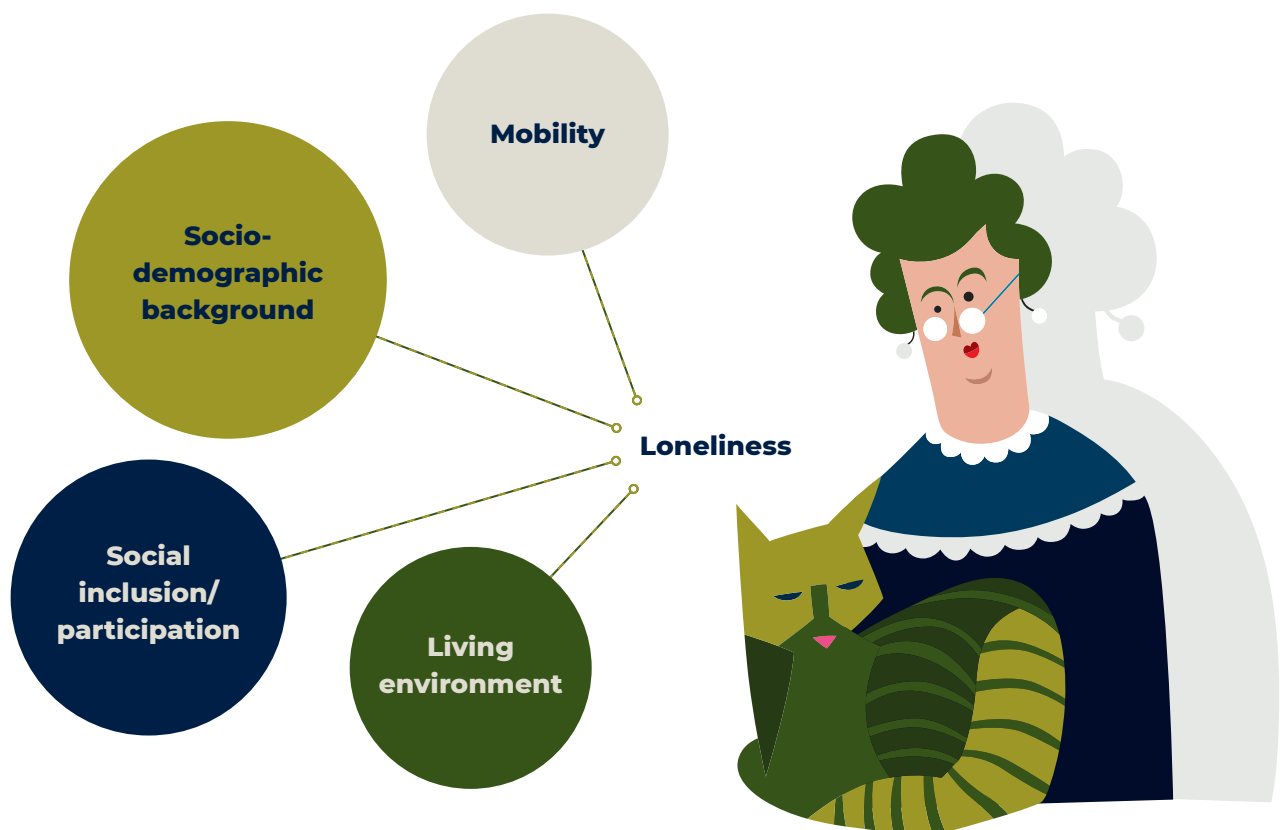 Mobility
Socio-
demographic
background
Loneliness
Social
inclusion/
participation
Living
environment